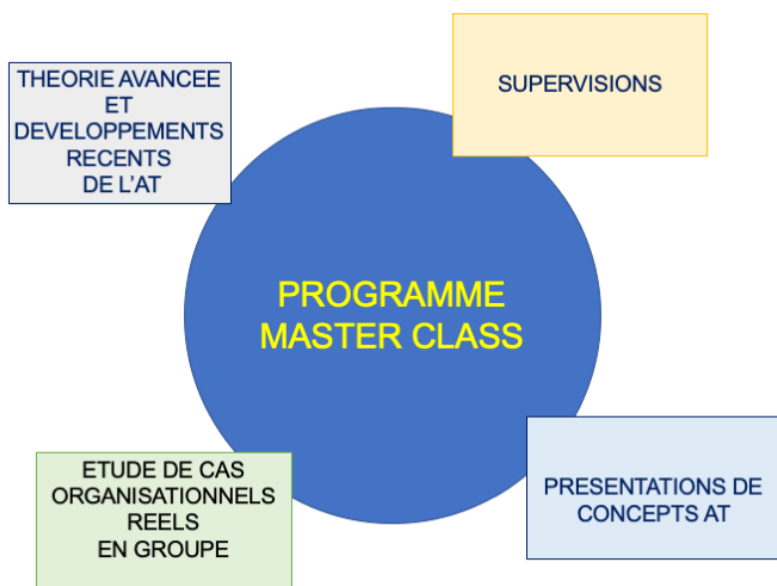 THEORIE AVANCEE
ET
DEVELOPPEMENTS
RECENTS
DE L'AT
SUPERVISIONS
PROGRAMME
MASTER CLASS
ETUDE DE CAS
ORGANISATIONNELS
REELS
EN GROUPE
PRESENTATIONS DE
CONCEPTS AT